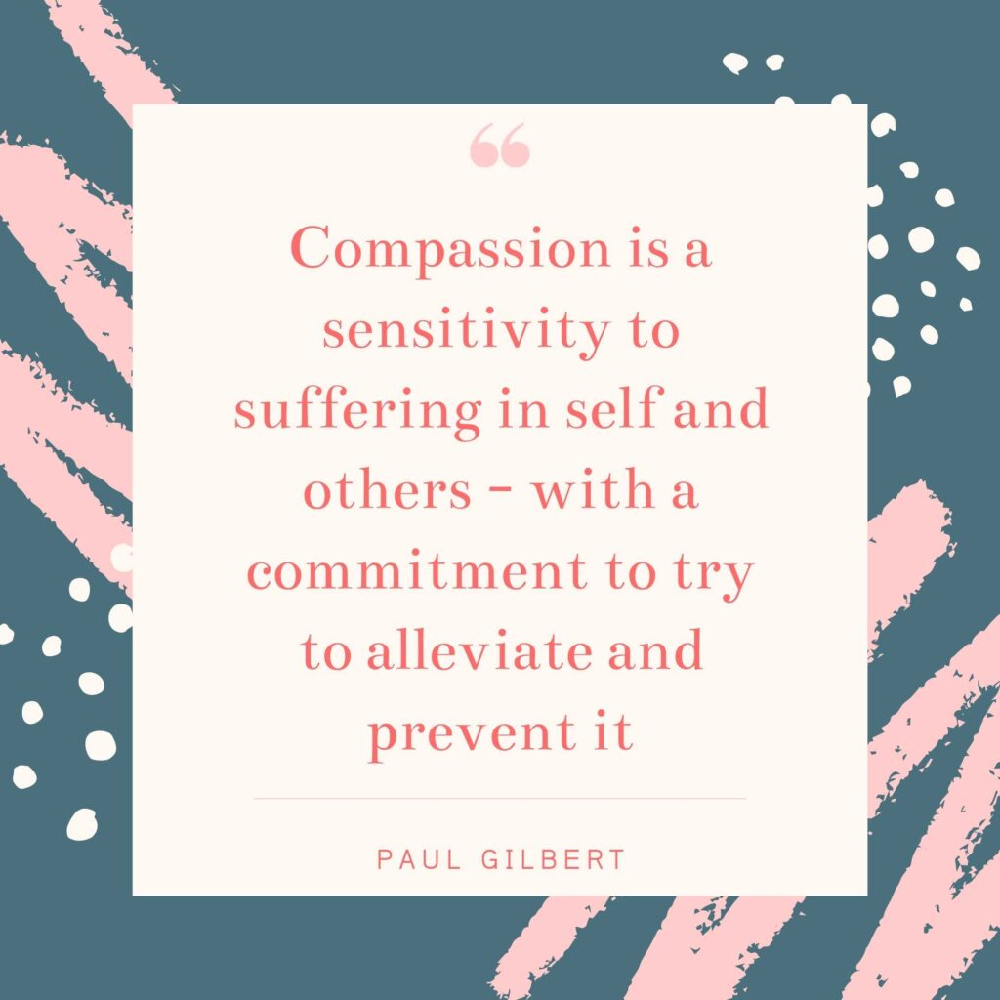 “
Compassion is a
sensitivity to
suffering in self and
others - with a
commitment to try
to alleviate and
prevent it
PAUL GILBERT